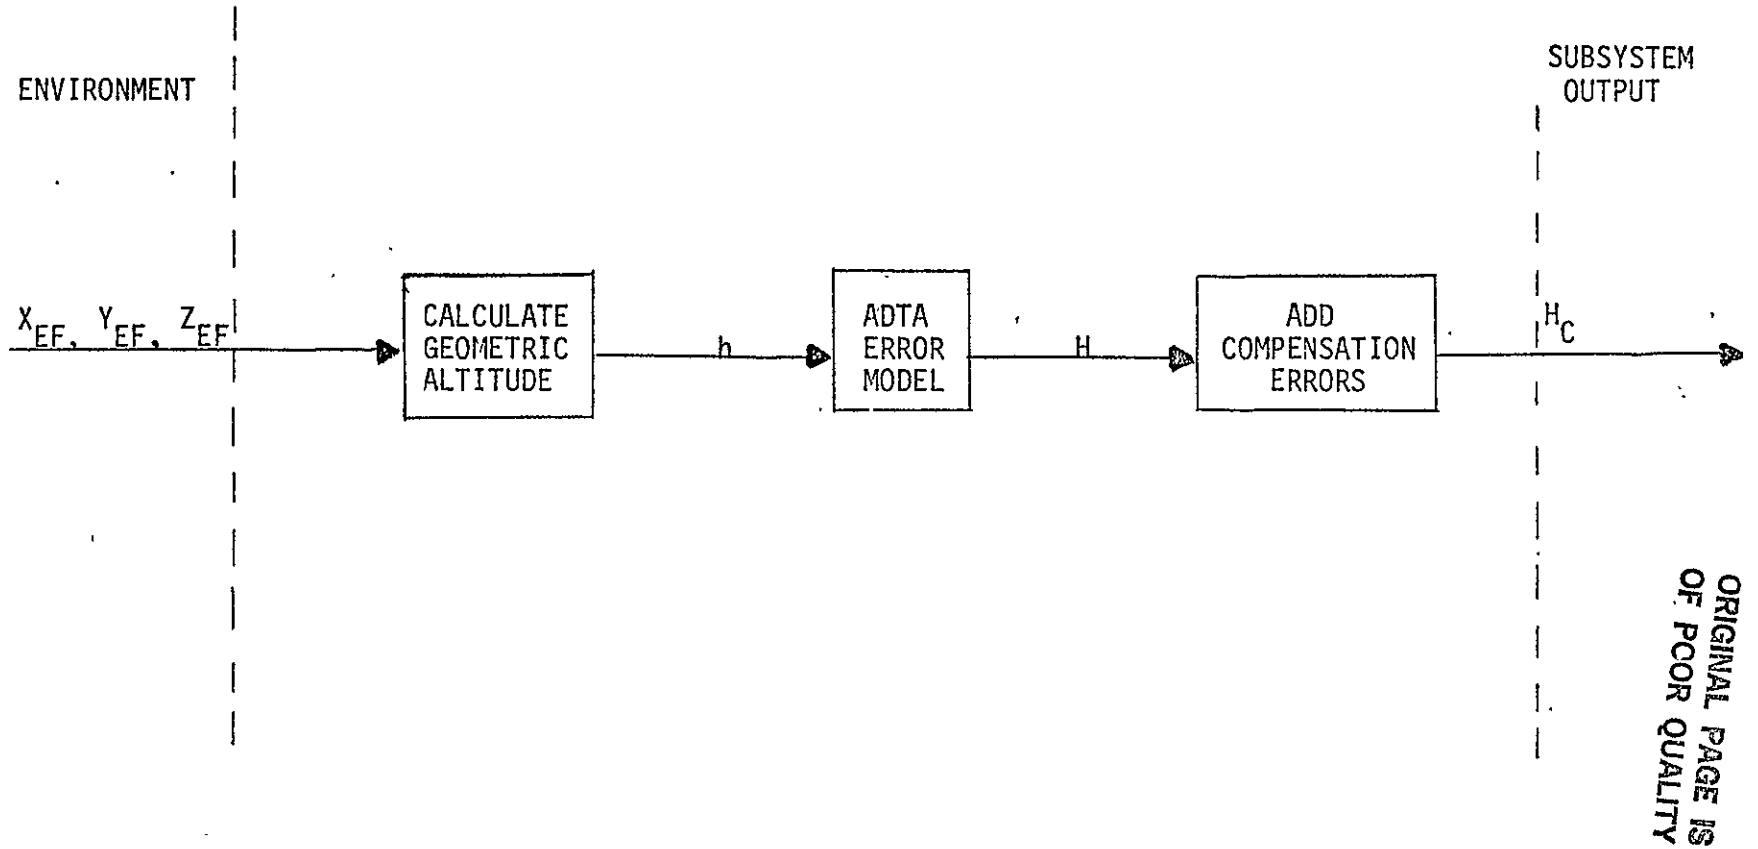 ENVIRONMENT
SUBSYSTEM
OUTPUT
X_EF, Y_EF, Z_EF
CALCULATE
GEOMETRIC
ALTITUDE
h
ADTA
ERROR
MODEL
H
ADD
COMPENSATION
ERRORS
H_C
ORIGINAL PAGE IS
OF POOR QUALITY